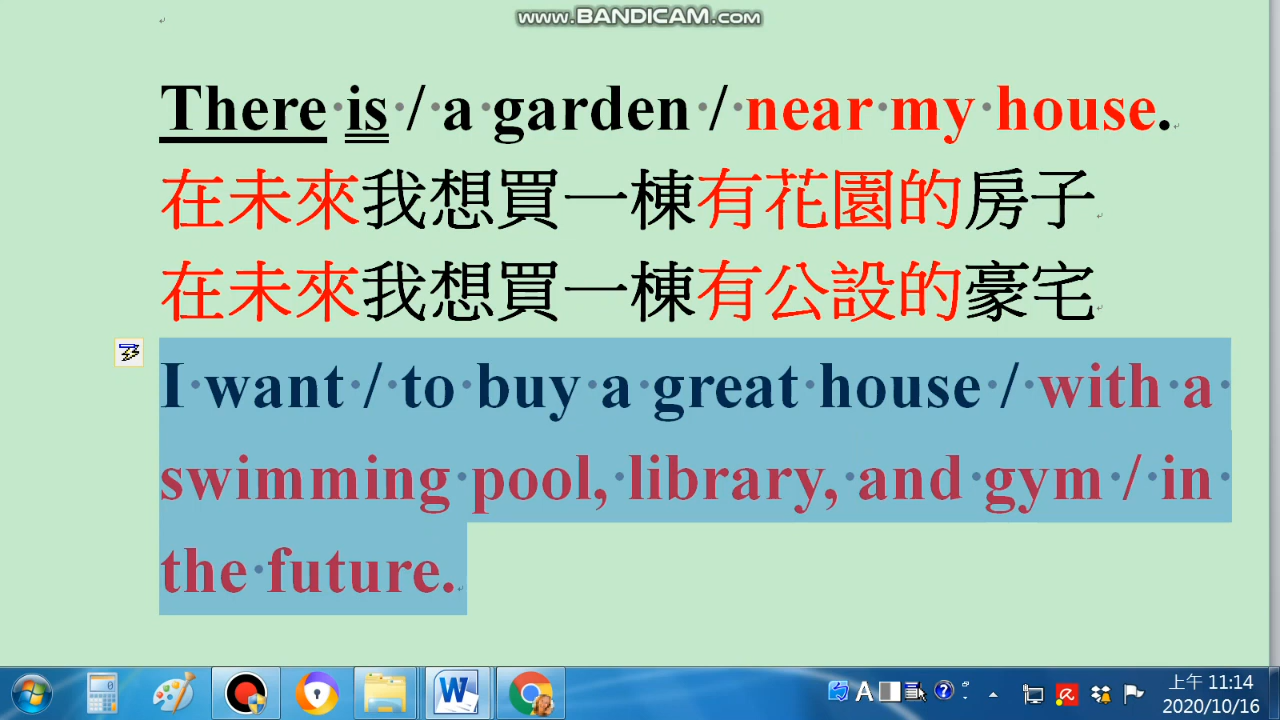 www.BANDICAM.com
There is / a garden / near my house.
在未來我想買一棟有花園的房子
在未來我想買一棟有公設的豪宅
I want / to buy a great house / with a
swimming pool, library, and gym / in
the future.
上午 11:14
2020/10/16